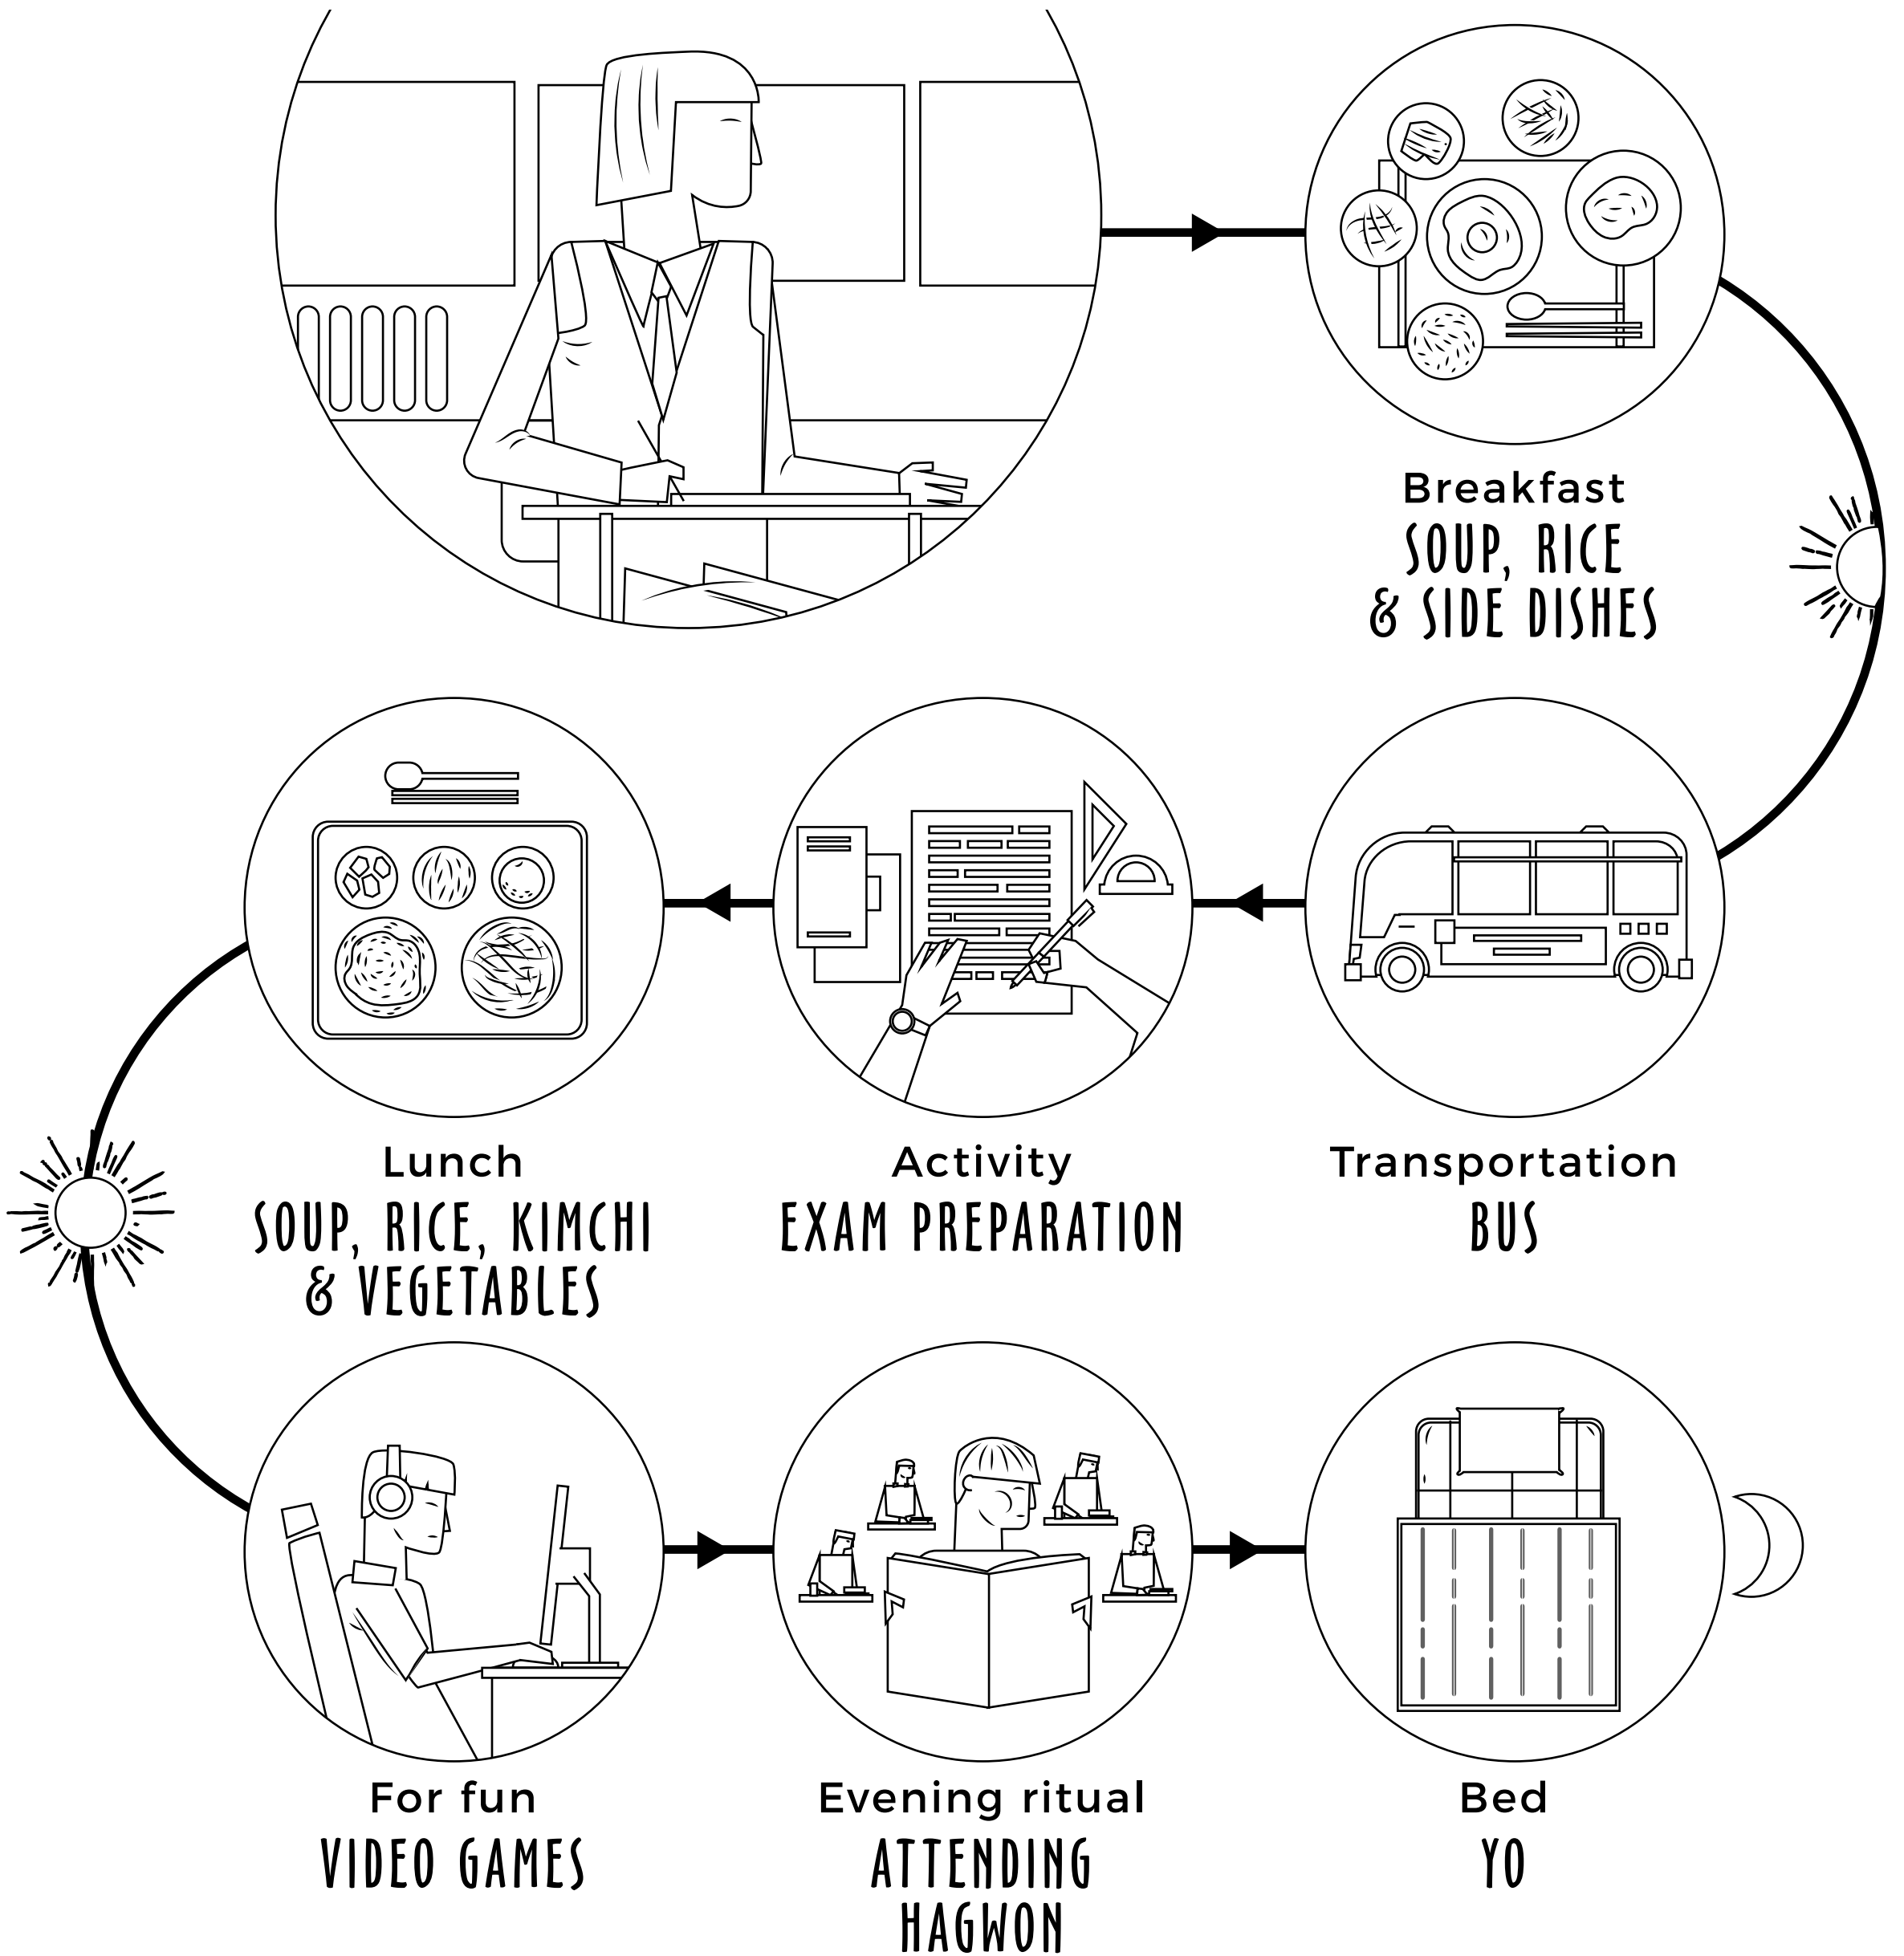 Breakfast
SOUP, RICE
& SIDE DISHES
Transportation
BUS
Activity
EXAM PREPARATION
Lunch
SOUP, RICE, KIMCHI
& VEGETABLES
For fun
VIDEO GAMES
Evening ritual
ATTENDING
HAGWON
Bed
YO